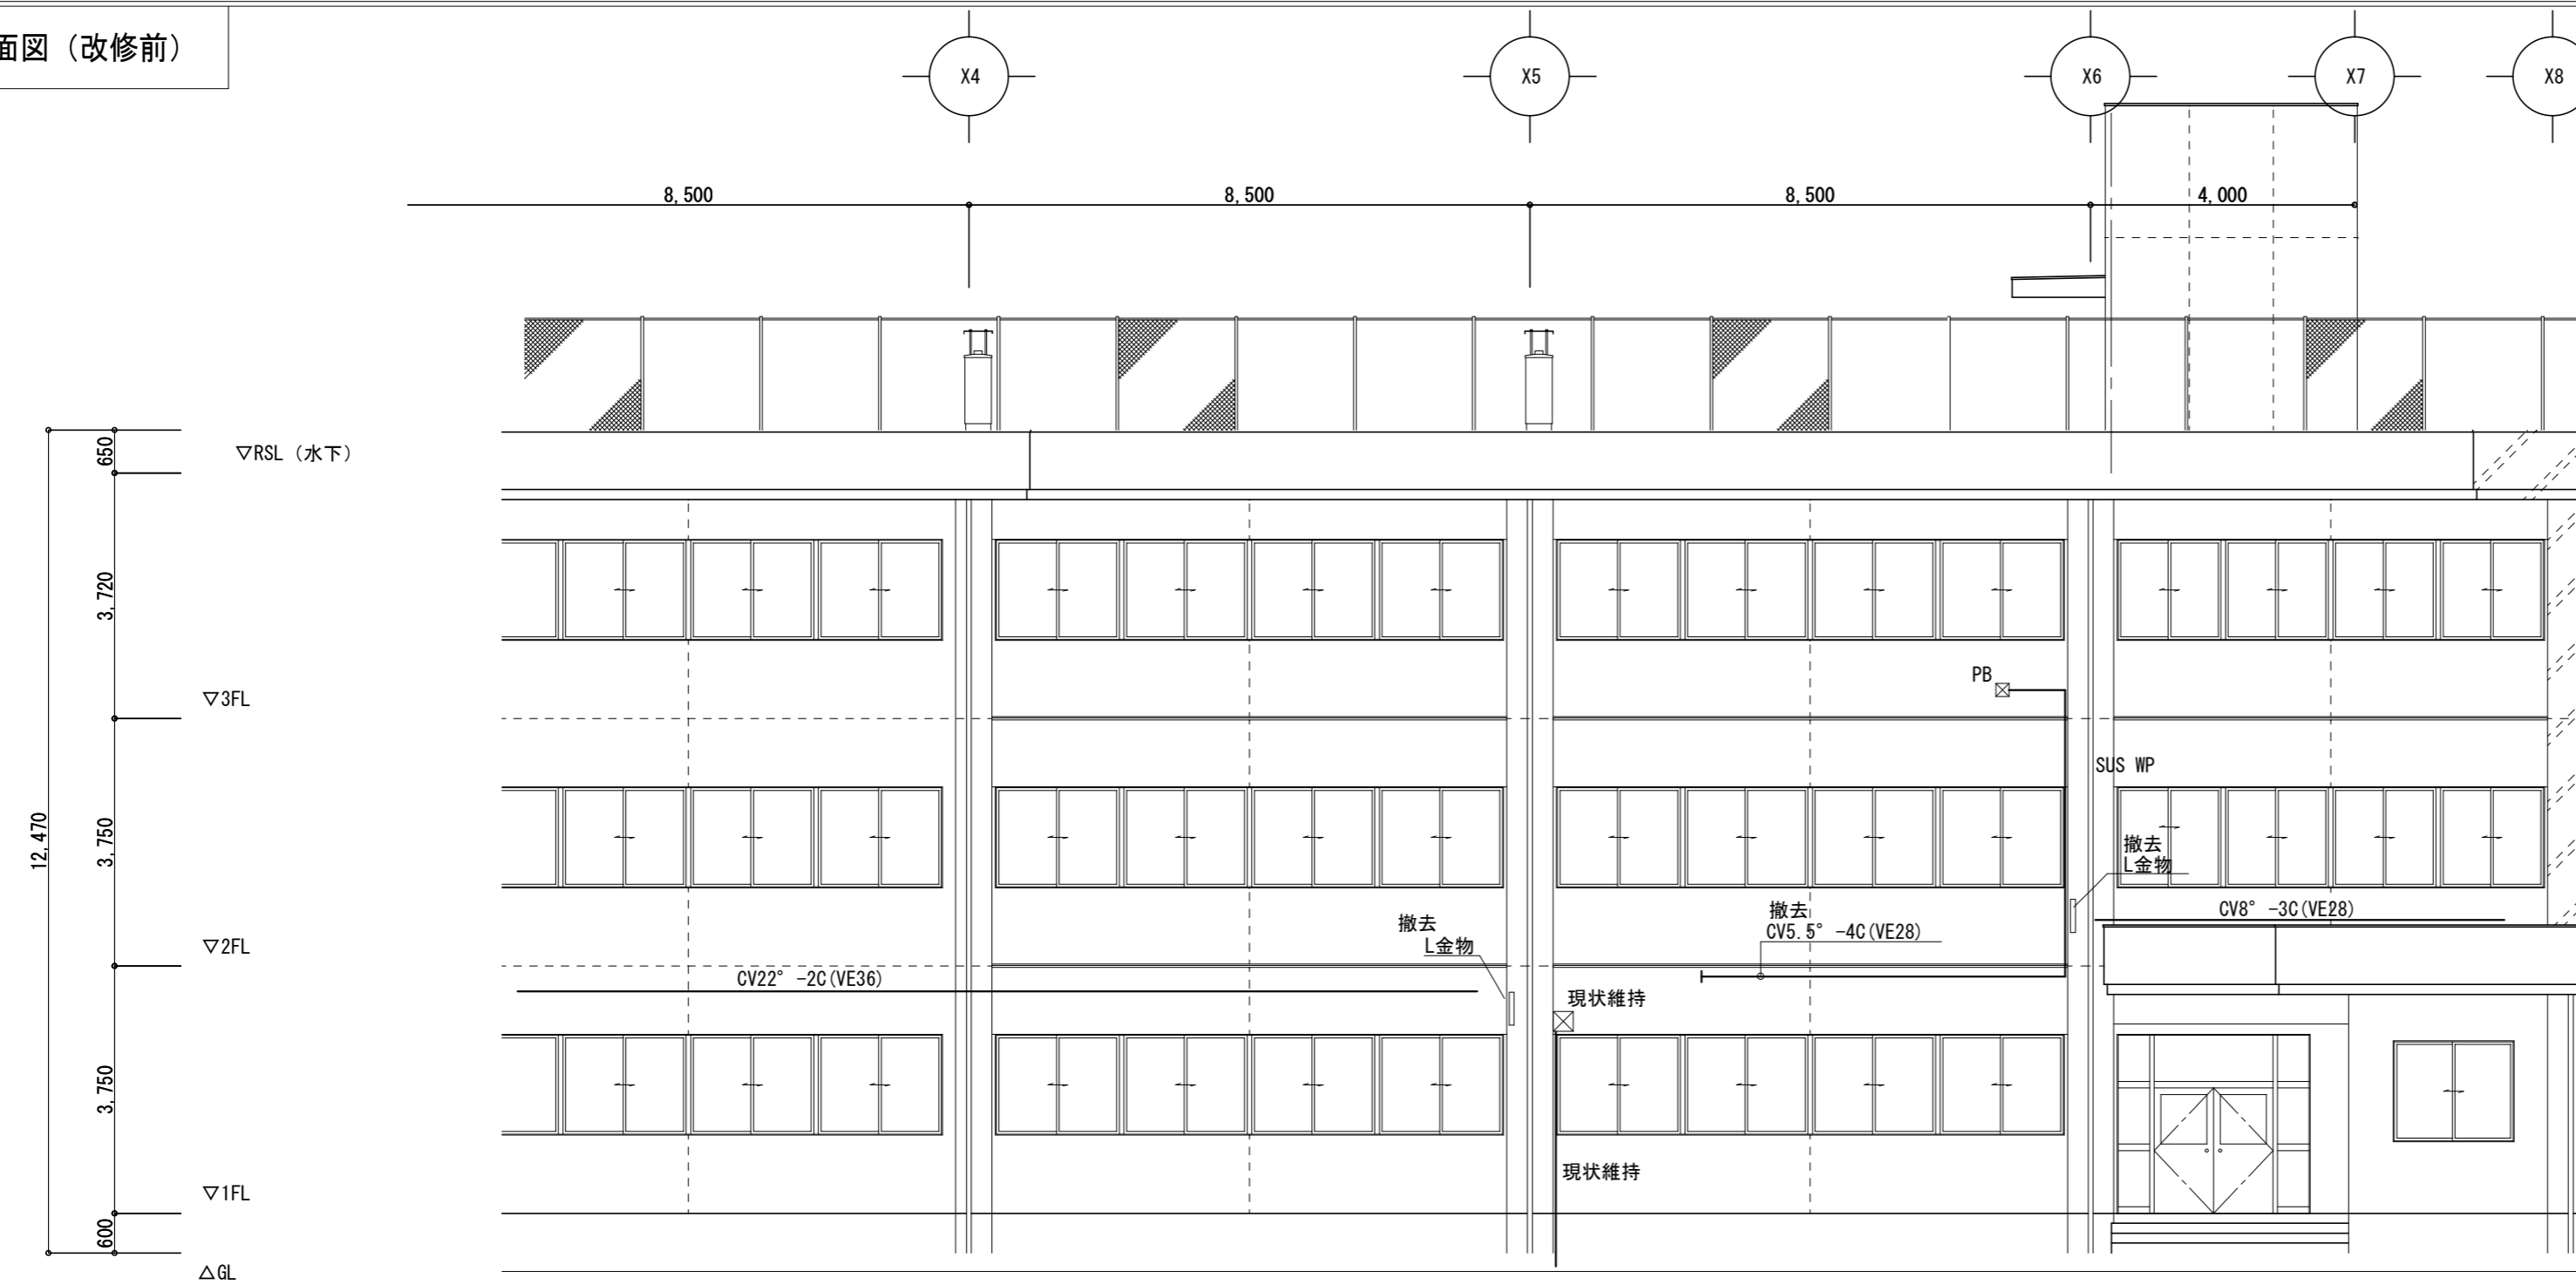 面図（改修前）
X4
X5
X6
X7
X8
8,500
8,500
8,500
4,000
650
▽RSL（水下）
3,720
PB
▽3FL
SUS WP
12,470
3,750
撤去
L金物
撤去
CV5.5°-4C(VE28)
CV8°-3C(VE28)
撤去
L金物
▽2FL
CV22°-2C(VE36)
現状維持
3,750
現状維持
▽1FL
600
△GL